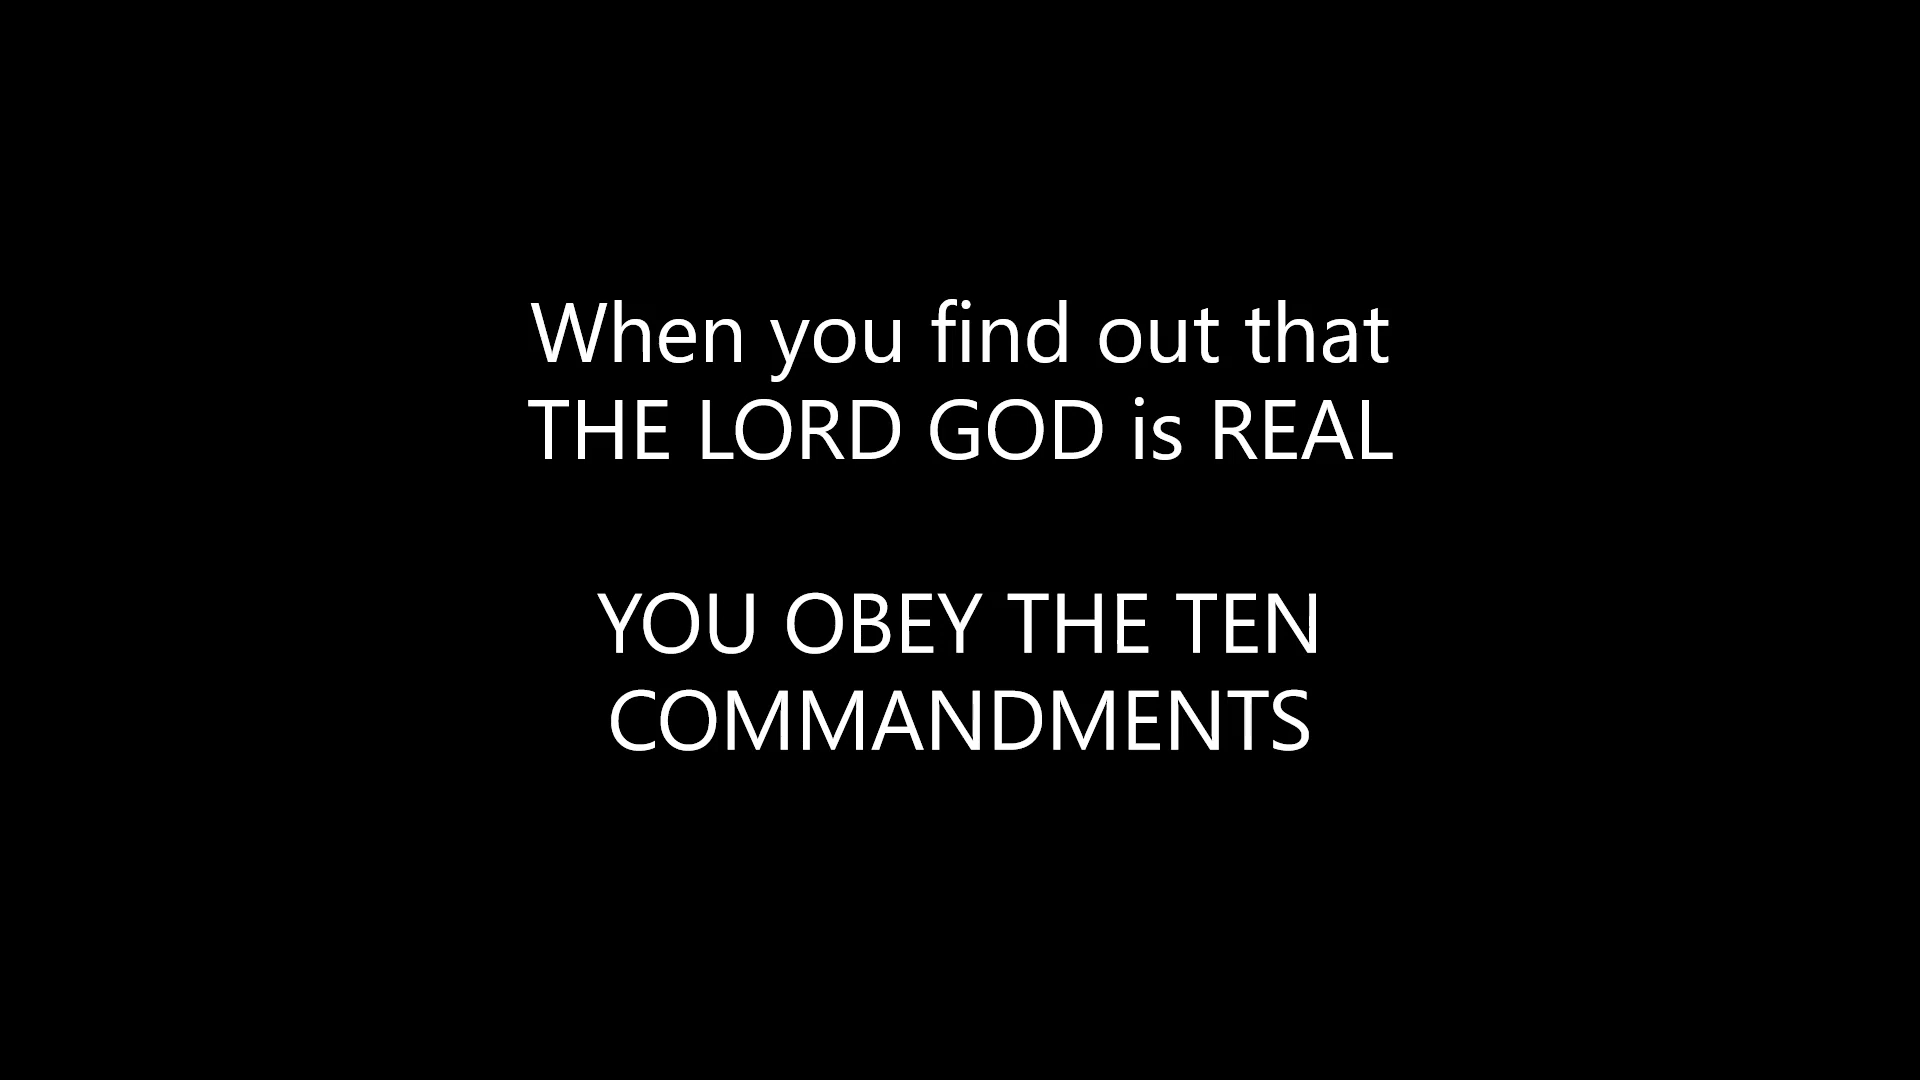 When you find out that
THE LORD GOD is REAL
YOU OBEY THE TEN
COMMANDMENTS